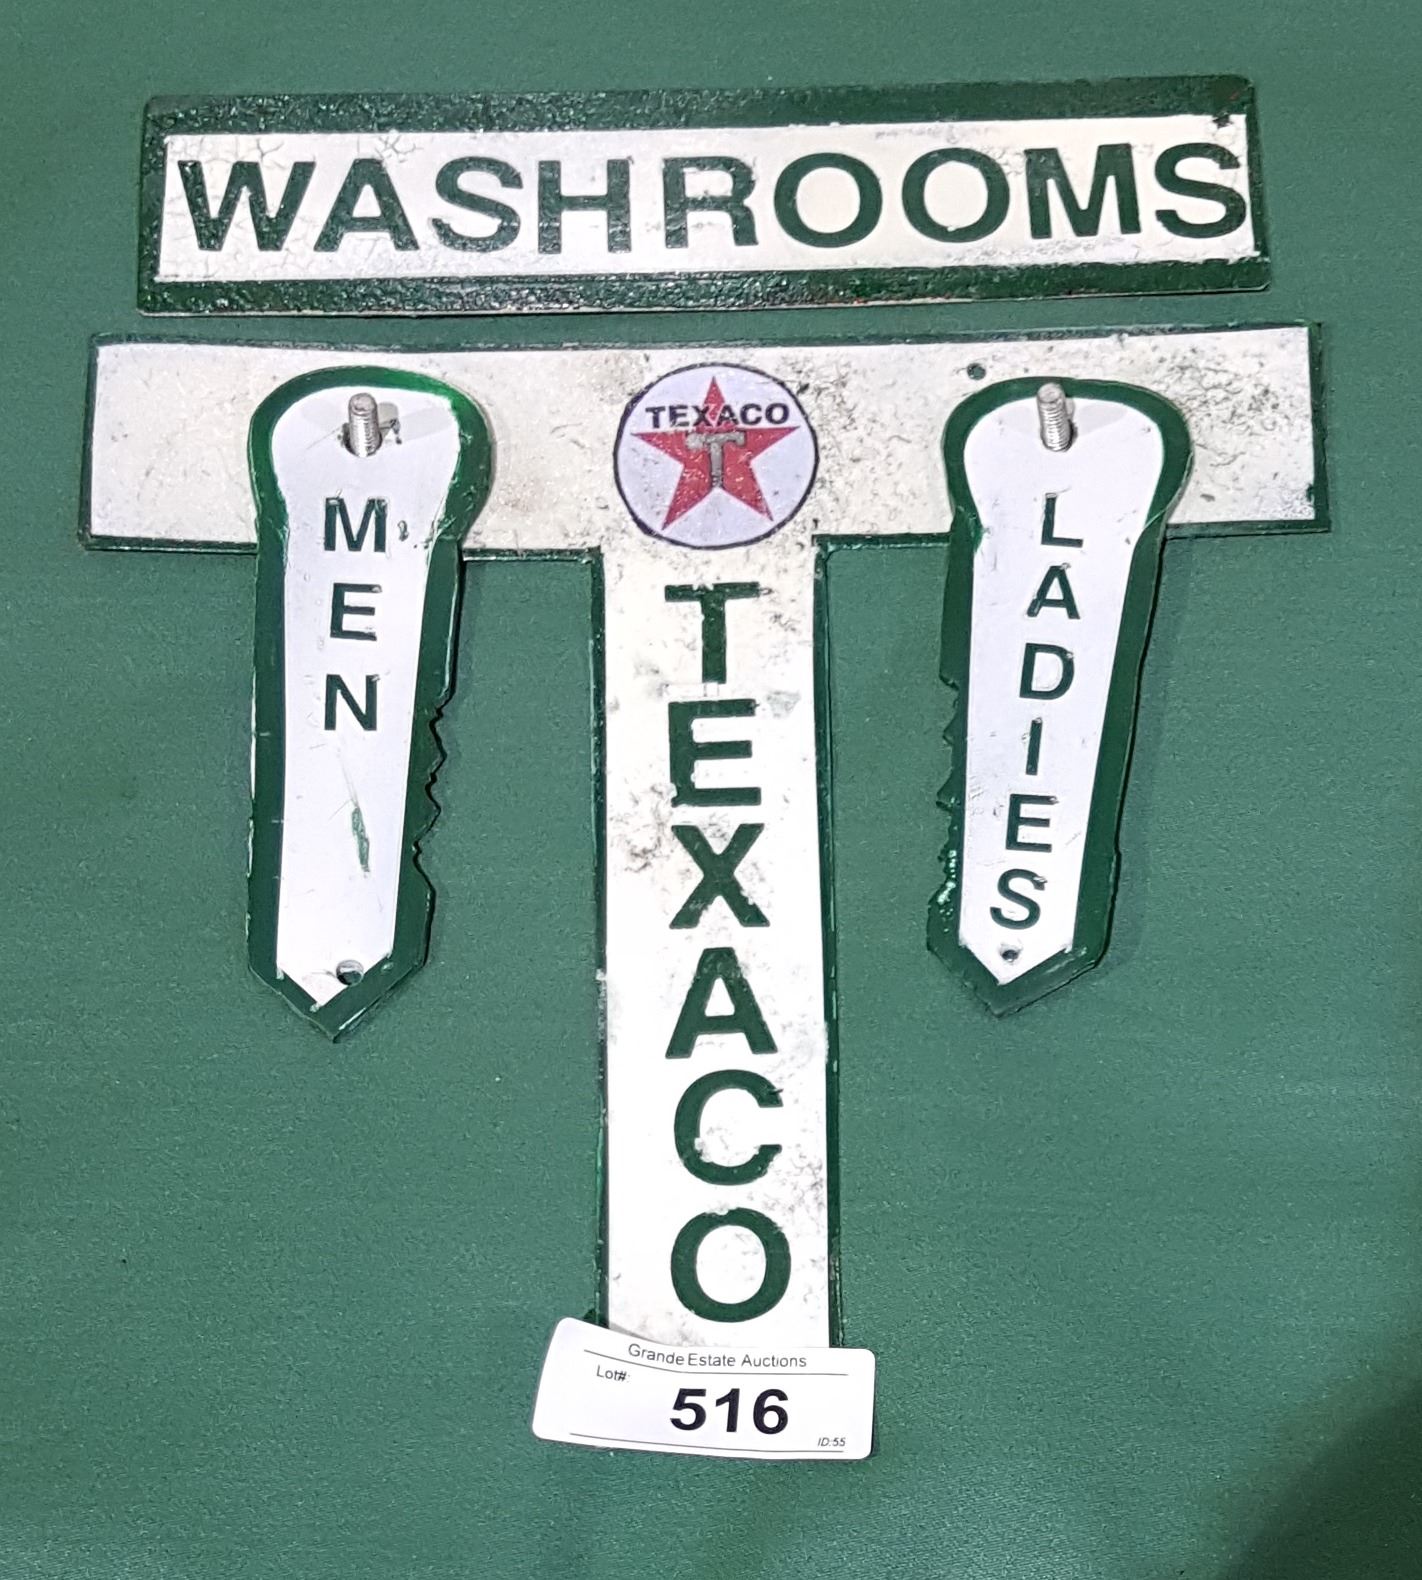 WASHROOMS
TEXACO
T
MEN
LADIES
TEXACO
Grande Estate Auctions
Lot#:
516
ID:55